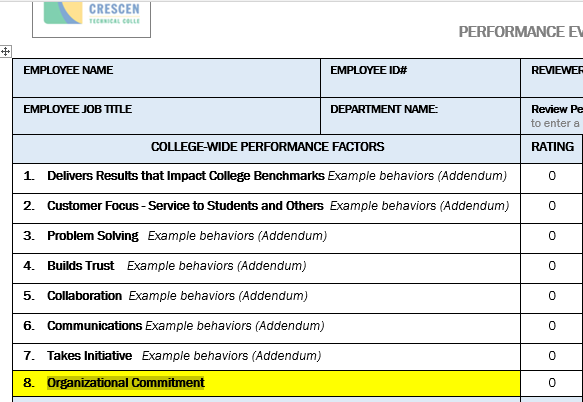 CRESCEN
TECHNICAL COLLE
PERFORMANCE EV
EMPLOYEE NAME
EMPLOYEE ID#
REVIEWER
EMPLOYEE JOB TITLE
DEPARTMENT NAME:
Review Pe
to enter a
COLLEGE-WIDE PERFORMANCE FACTORS
RATING
1. Delivers Results that Impact College Benchmarks Example behaviors (Addendum) 0
2. Customer Focus - Service to Students and Others Example behaviors (Addendum) 0
3. Problem Solving Example behaviors (Addendum) 0
4. Builds Trust Example behaviors (Addendum) 0
5. Collaboration Example behaviors (Addendum) 0
6. Communications Example behaviors (Addendum) 0
7. Takes Initiative Example behaviors (Addendum) 0
8. Organizational Commitment 0